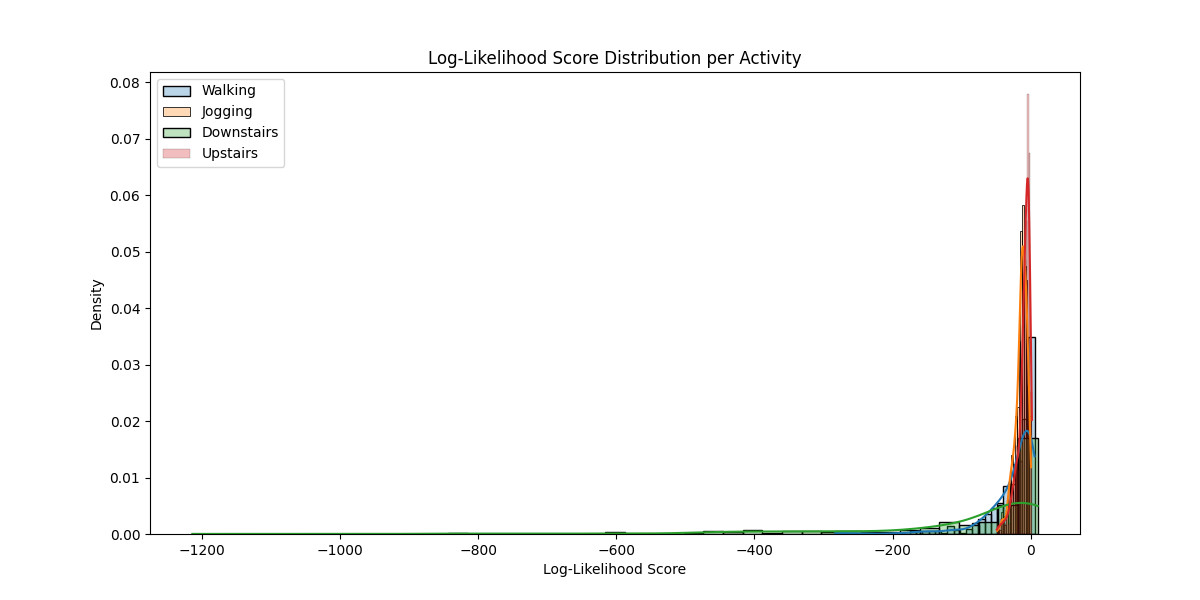 Log-Likelihood Score Distribution per Activity
Walking
Jogging
Downstairs
Upstairs
Density
0.08
0.07
0.06
0.05
0.04
0.03
0.02
0.01
0.00
−1200
−1000
−800
−600
−400
−200
0
Log-Likelihood Score